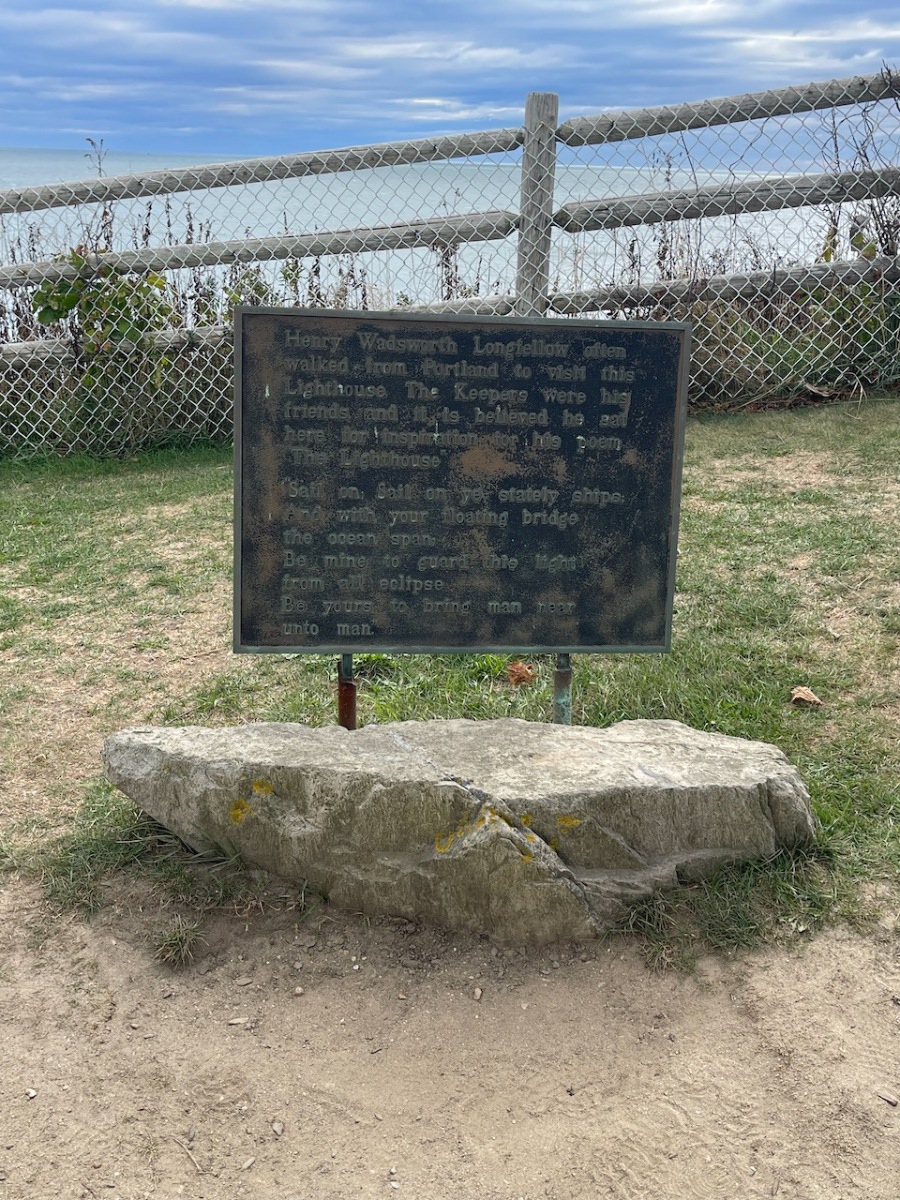 Henry Wadsworth Longfellow often
walked from Portland to visit this
Lighthouse. The Keepers were his
friends and it is believed he sat
here for inspiration for his poem
"The Lighthouse"
"Sail on, Sail on ye stately ships,
And with your floating bridge
the ocean span,
Be mine to guard this light
from all eclipse
Be yours to bring man near
unto man.